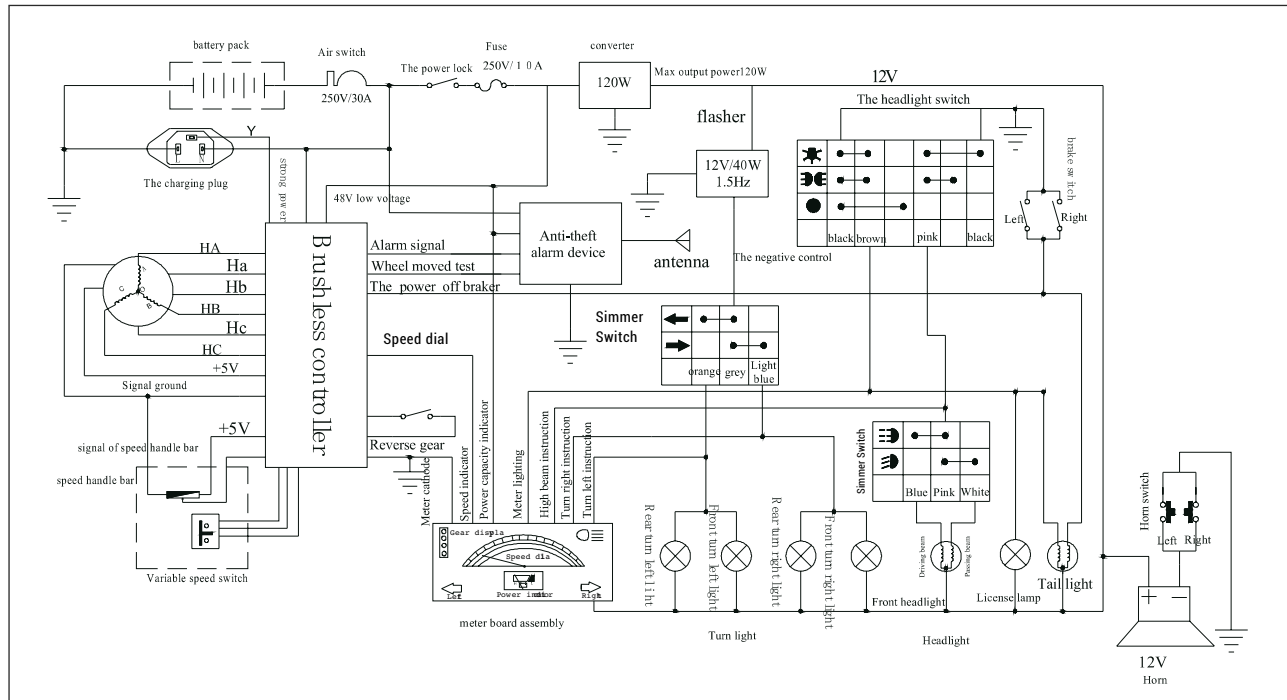 battery pack
Air switch
250V/30A
The power lock
Fuse
250V/10A
converter
120W
Max output power120W
12V
flasher
12V/40W
1.5Hz
The headlight switch
black
brown
pink
black
brake switch
Left
Right
Y
L
N
The charging plug
strong power
48V low voltage
Brushless controller
HA
Ha
Hb
HB
Hc
HC
+5V
Signal ground
A
C
B
+5V
signal of speed handle bar
speed handle bar
Variable speed switch
Alarm signal
Wheel moved test
The power off braker
Anti-theft
alarm device
antenna
The negative control
Speed dial
Reverse gear
Simmer
Switch
orange
grey
Light
blue
Meter cathode
Speed indicator
Power capacity indicator
Meter lighting
High beam instruction
Turn right instruction
Turn left instruction
Gear displa
Speed dia
Left
Righ
meter board assembly
Rear turn left light
Front turn left light
Rear turn right light
Front turn right light
Turn light
Simmer Switch
Blue
Pink
White
Driving beam
Passing beam
Front headlight
License lamp
Tail light
Headlight
Horn switch
Left
Right
+
−
12V
Horn